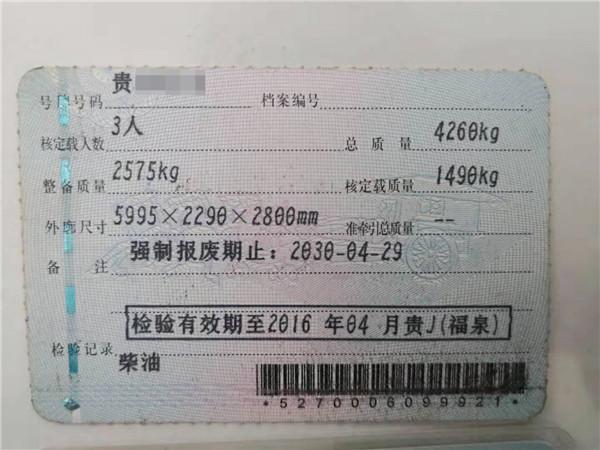 号牌号码 贵 档案编号
核定载人数 3人 总质量 4260kg
整备质量 2575kg 核定载质量 1490kg
外廓尺寸 5995×2290×2800mm 准牵引总质量 --
备注 强制报废期止：2030-04-29
检验有效期至2016 年04 月贵J(福泉)
检验记录
柴油
*5270006099921*